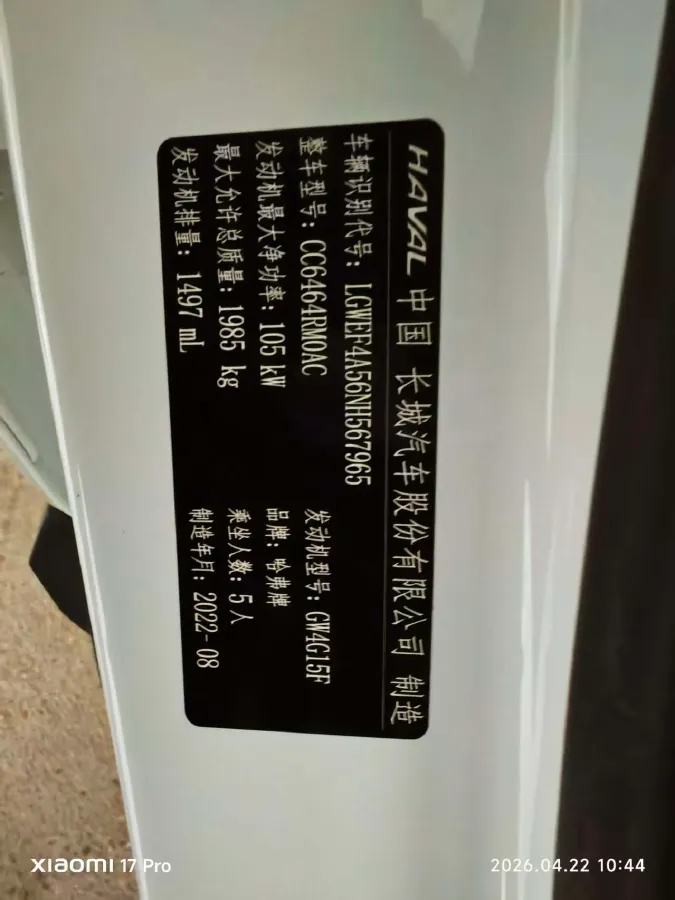 HAVAL 中国 长城汽车股份有限公司 制造
车辆识别代号: LGWEF4A56NH567965
整车型号: CC6464RM0AC 发动机型号: GW4G15F
发动机最大净功率: 105 kW 品牌: 哈弗牌
最大允许总质量: 1985 kg 乘坐人数: 5 人
发动机排量: 1497 mL 制造年月: 2022-08
xiaomi 17 Pro
2026.04.22 10:44